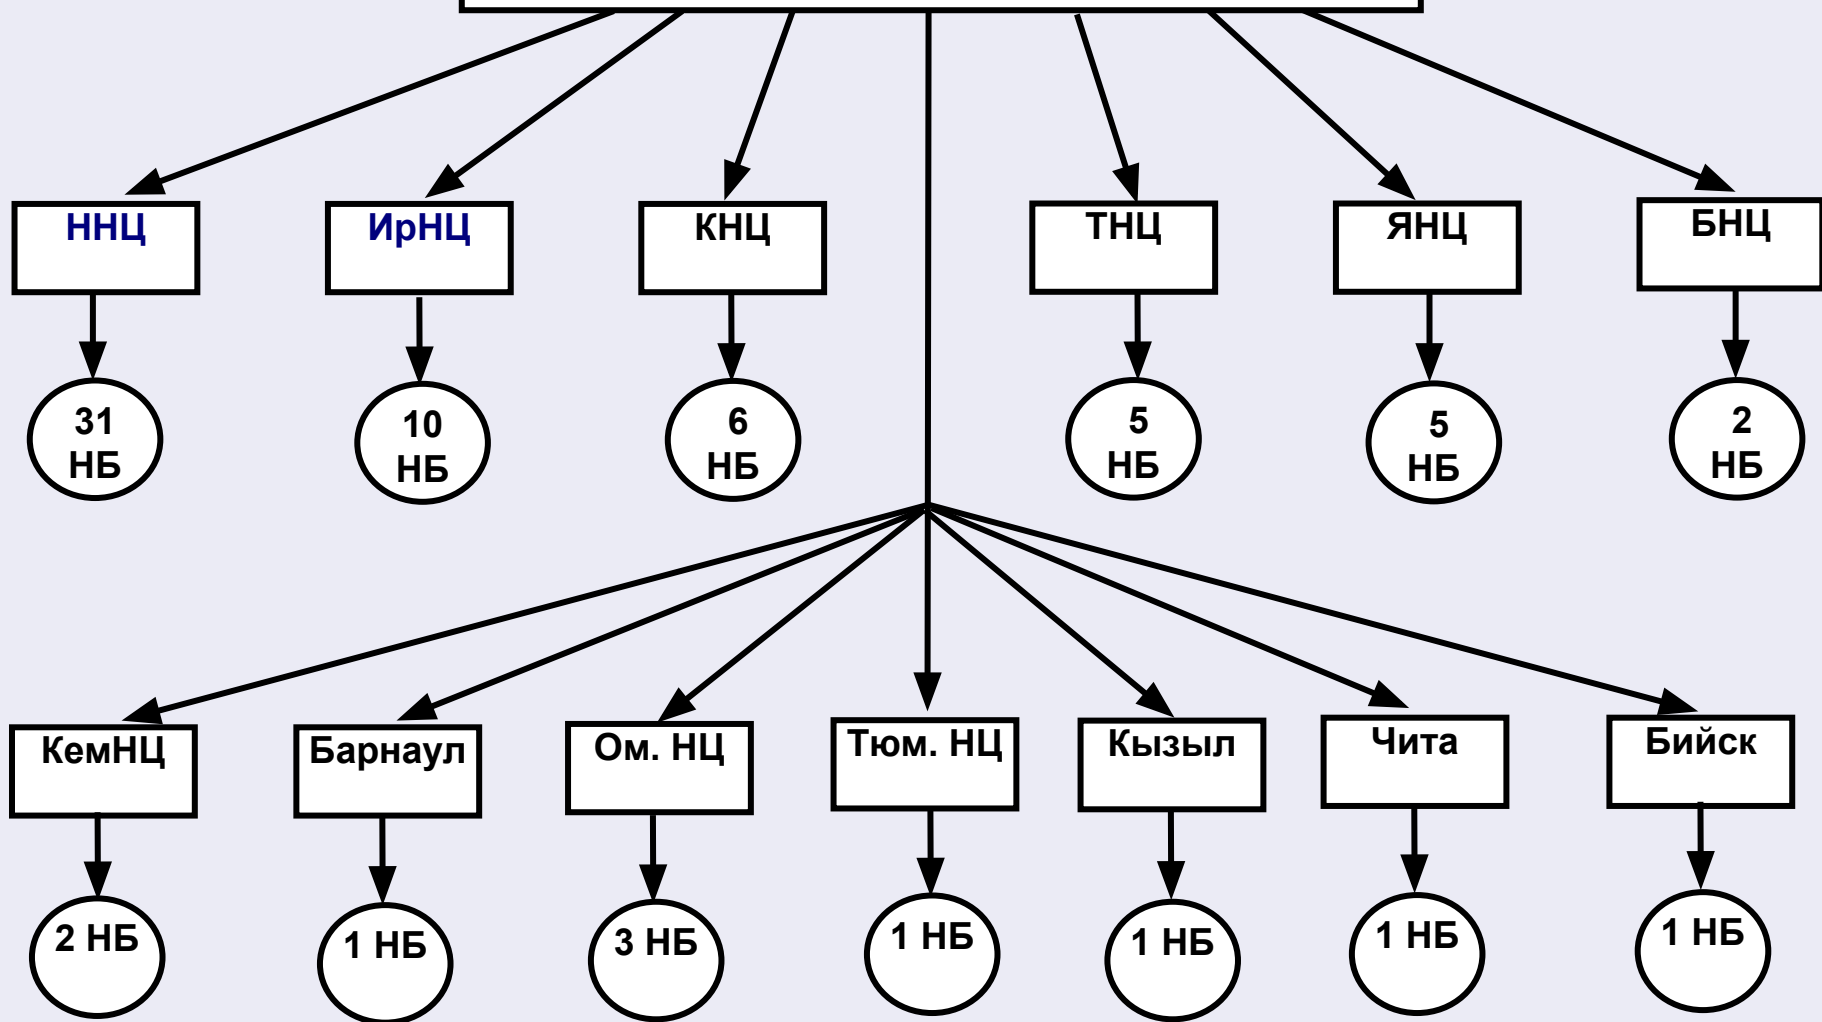 ННЦ
ИрНЦ
КНЦ
ТНЦ
ЯНЦ
БНЦ
31
НБ
10
НБ
6
НБ
5
НБ
5
НБ
2
НБ
КемНЦ
Барнаул
Ом. НЦ
Тюм. НЦ
Кызыл
Чита
Бийск
2 НБ
1 НБ
3 НБ
1 НБ
1 НБ
1 НБ
1 НБ